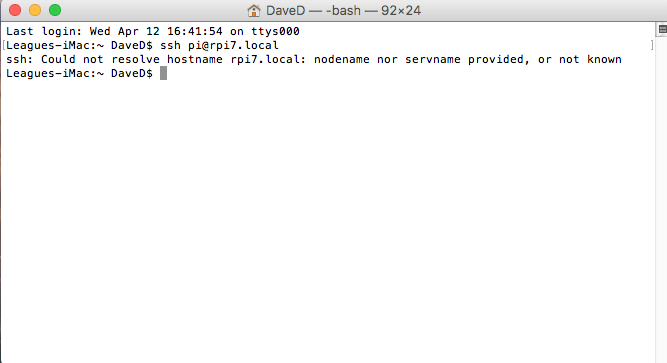 DaveD — -bash — 92×24
Last login: Wed Apr 12 16:41:54 on ttys000
[Leagues-iMac:~ DaveD$ ssh pi@rpi7.local ]
ssh: Could not resolve hostname rpi7.local: nodename nor servname provided, or not known
Leagues-iMac:~ DaveD$